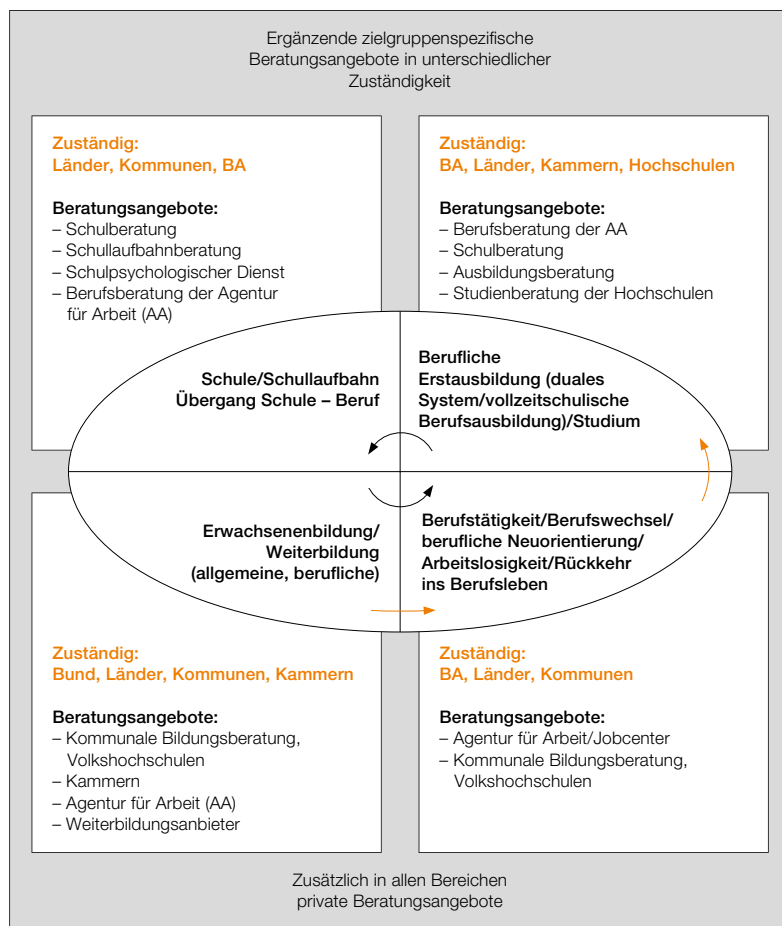 Ergänzende zielgruppenspezifische
Beratungsangebote in unterschiedlicher
Zuständigkeit
Zuständig:
Länder, Kommunen, BA
Beratungsangebote:
– Schulberatung
– Schullaufbahnberatung
– Schulpsychologischer Dienst
– Berufsberatung der Agentur
für Arbeit (AA)
Zuständig:
BA, Länder, Kammern, Hochschulen
Beratungsangebote:
– Berufsberatung der AA
– Schulberatung
– Ausbildungsberatung
– Studienberatung der Hochschulen
Schule/Schullaufbahn
Übergang Schule – Beruf
Berufliche
Erstausbildung (duales
System/vollzeitschulische
Berufsausbildung)/Studium
Erwachsenenbildung/
Weiterbildung
(allgemeine, berufliche)
Berufstätigkeit/Berufswechsel/
berufliche Neuorientierung/
Arbeitslosigkeit/Rückkehr
ins Berufsleben
Zuständig:
Bund, Länder, Kommunen, Kammern
Beratungsangebote:
– Kommunale Bildungsberatung,
Volkshochschulen
– Kammern
– Agentur für Arbeit (AA)
– Weiterbildungsanbieter
Zuständig:
BA, Länder, Kommunen
Beratungsangebote:
– Agentur für Arbeit/Jobcenter
– Kommunale Bildungsberatung,
Volkshochschulen
Zusätzlich in allen Bereichen
private Beratungsangebote